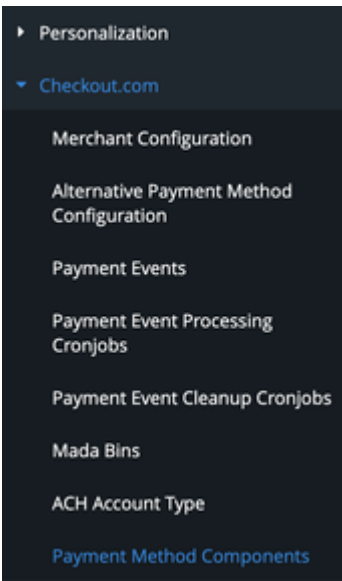 Personalization
Checkout.com
Merchant Configuration
Alternative Payment Method
Configuration
Payment Events
Payment Event Processing
Cronjobs
Payment Event Cleanup Cronjobs
Mada Bins
ACH Account Type
Payment Method Components